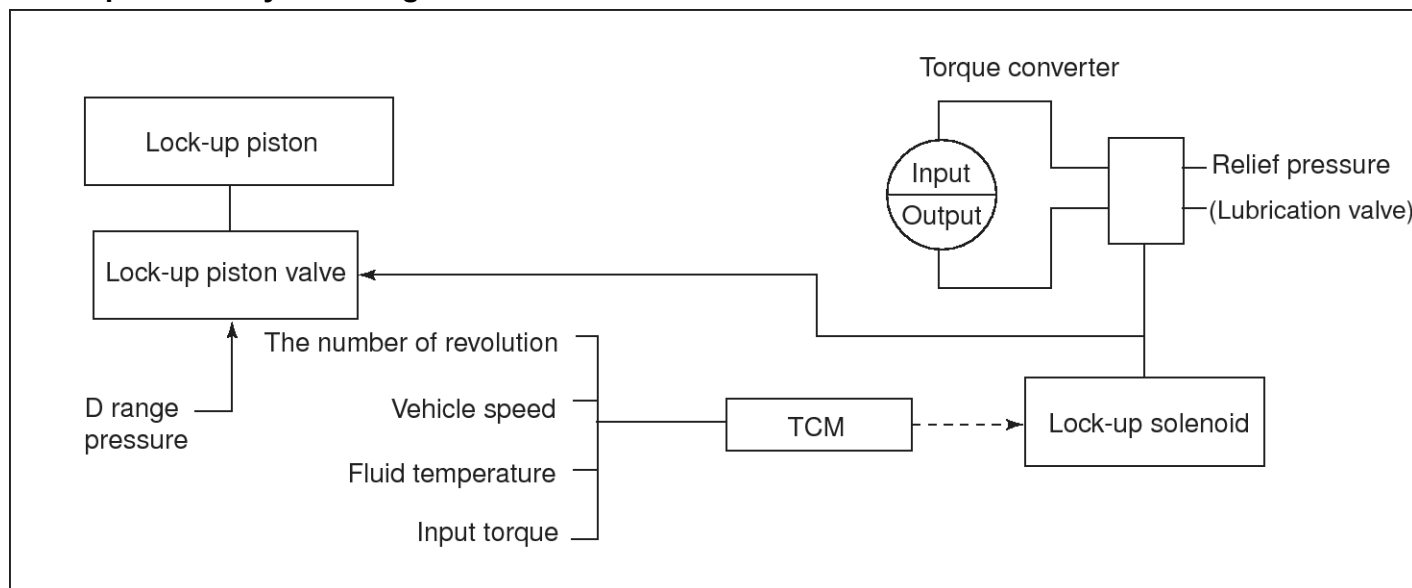 Torque converter
Lock-up piston
Input
Output
Relief pressure
(Lubrication valve)
Lock-up piston valve
The number of revolution
D range
pressure
Vehicle speed
TCM
Lock-up solenoid
Fluid temperature
Input torque